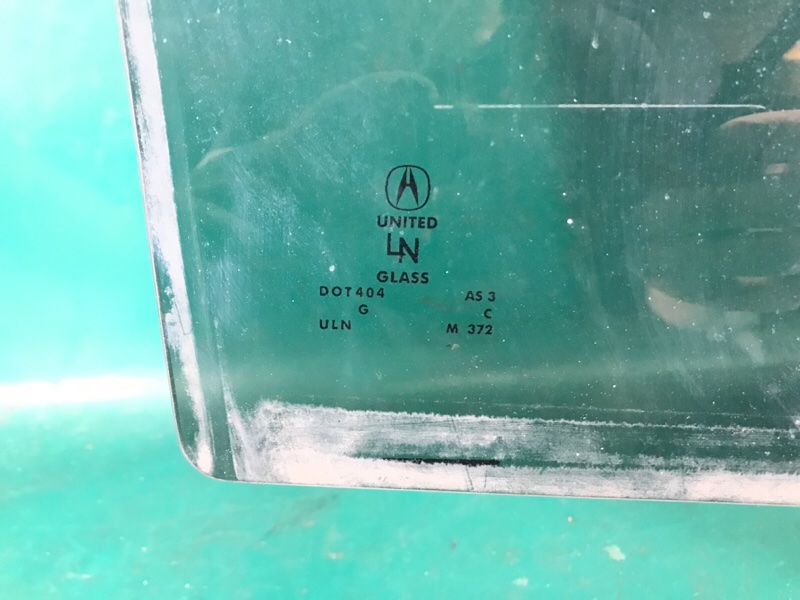 UNITED
LN
GLASS
DOT404 AS 3
G C
ULN M 372